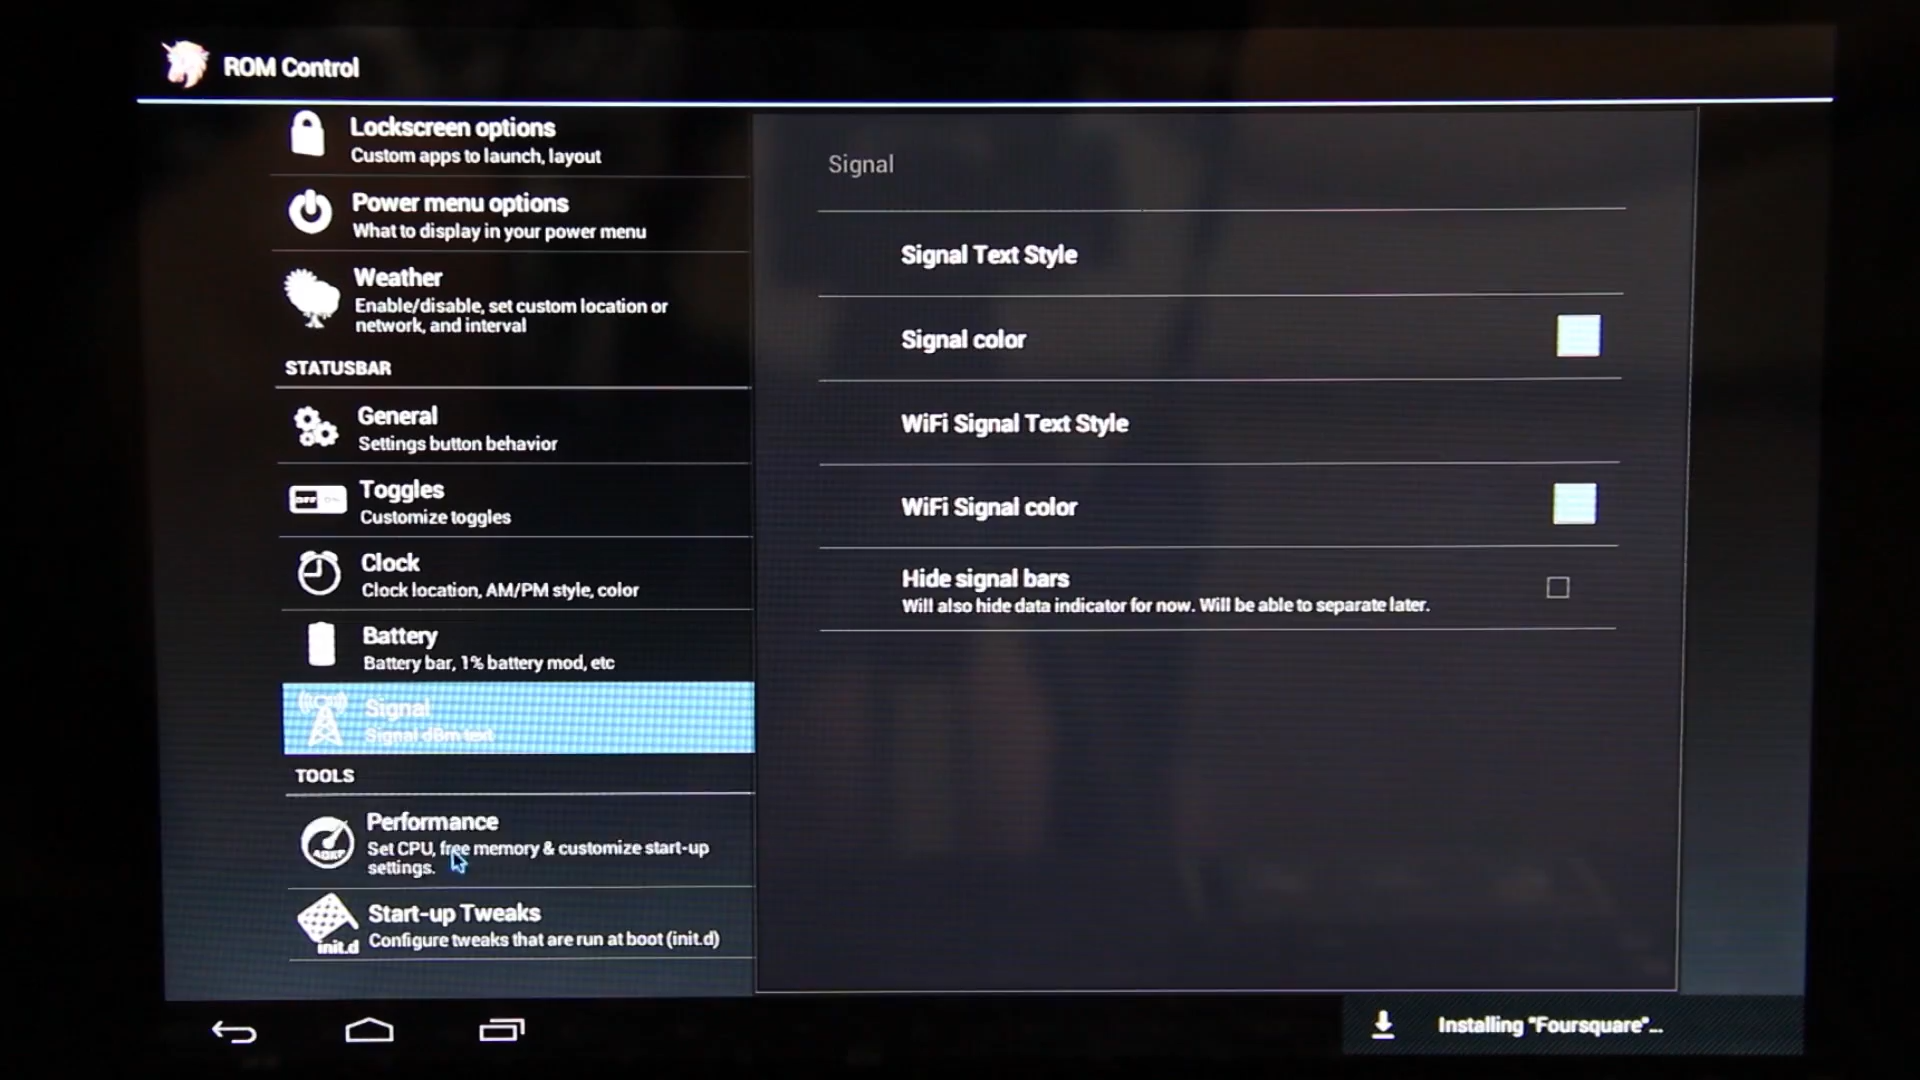 ROM Control
Lockscreen options
Custom apps to launch, layout
Power menu options
What to display in your power menu
Weather
Enable/disable, set custom location or
network, and interval
STATUSBAR
General
Settings button behavior
Toggles
Customize toggles
Clock
Clock location, AM/PM style, color
Battery
Battery bar, 1% battery mod, etc
Signal
Signal dBm text
TOOLS
Performance
Set CPU, free memory & customize start-up
settings.
AOKP
Start-up Tweaks
Configure tweaks that are run at boot (init.d)
init.d
Signal
Signal Text Style
Signal color
WiFi Signal Text Style
WiFi Signal color
Hide signal bars
Will also hide data indicator for now. Will be able to separate later.
Installing "Foursquare"...